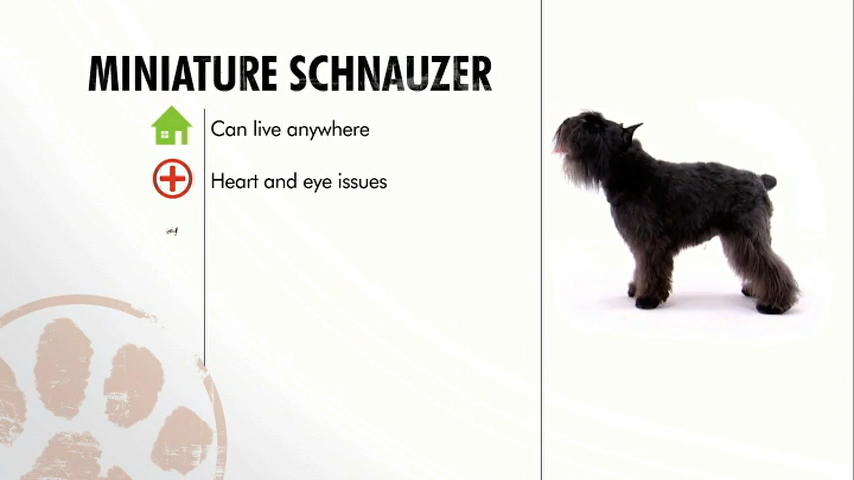 MINIATURE SCHNAUZER
Can live anywhere
Heart and eye issues